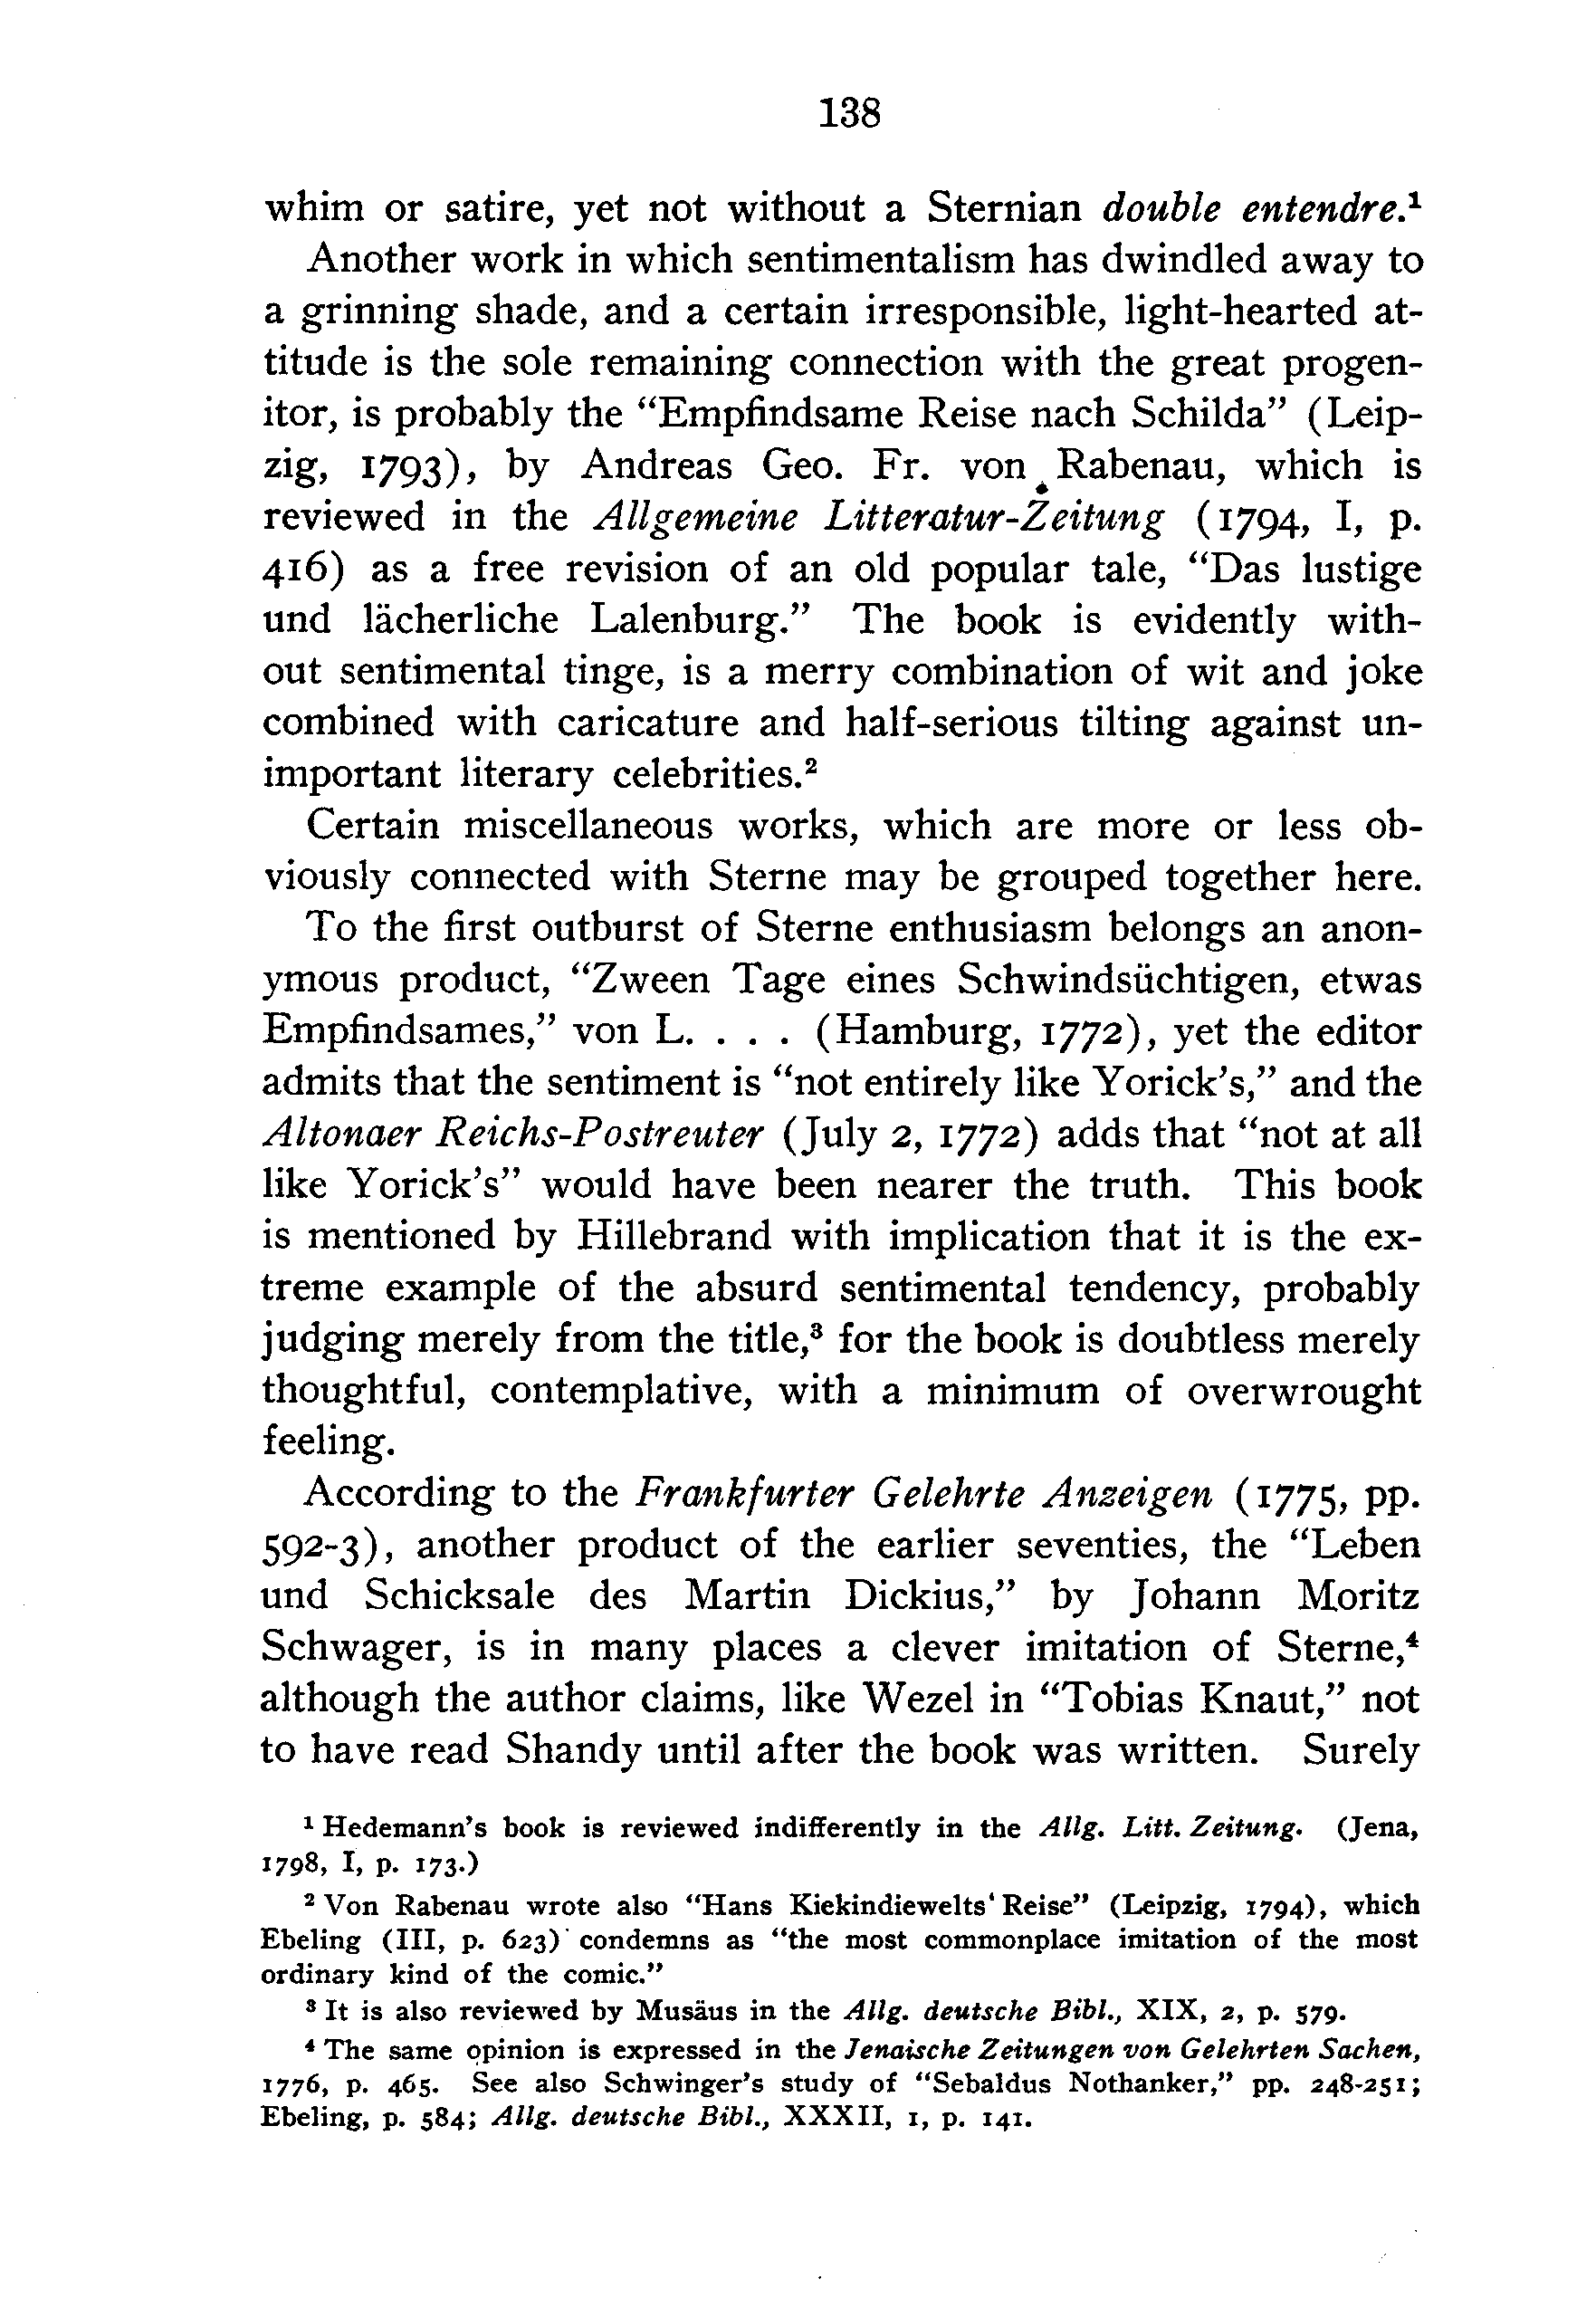 138
whim or satire, yet not without a Sternian double entendre.¹
Another work in which sentimentalism has dwindled away to
a grinning shade, and a certain irresponsible, light-hearted at-
titude is the sole remaining connection with the great progen-
itor, is probably the “Empfindsame Reise nach Schilda” (Leip-
zig, 1793), by Andreas Geo. Fr. von Rabenau, which is
reviewed in the Allgemeine Litteratur-Zeitung (1794, I, p.
416) as a free revision of an old popular tale, “Das lustige
und lächerliche Lalenburg.” The book is evidently with-
out sentimental tinge, is a merry combination of wit and joke
combined with caricature and half-serious tilting against un-
important literary celebrities.²
Certain miscellaneous works, which are more or less ob-
viously connected with Sterne may be grouped together here.
To the first outburst of Sterne enthusiasm belongs an anon-
ymous product, “Zween Tage eines Schwindsüchtigen, etwas
Empfindsames,” von L. . . . (Hamburg, 1772), yet the editor
admits that the sentiment is “not entirely like Yorick’s,” and the
Altonaer Reichs-Postreuter (July 2, 1772) adds that “not at all
like Yorick’s” would have been nearer the truth. This book
is mentioned by Hillebrand with implication that it is the ex-
treme example of the absurd sentimental tendency, probably
judging merely from the title,³ for the book is doubtless merely
thoughtful, contemplative, with a minimum of overwrought
feeling.
According to the Frankfurter Gelehrte Anzeigen (1775, pp.
592-3), another product of the earlier seventies, the “Leben
und Schicksale des Martin Dickius,” by Johann Moritz
Schwager, is in many places a clever imitation of Sterne,⁴
although the author claims, like Wezel in “Tobias Knaut,” not
to have read Shandy until after the book was written. Surely
¹ Hedemann’s book is reviewed indifferently in the Allg. Litt. Zeitung. (Jena,
1798, I, p. 173.)
² Von Rabenau wrote also “Hans Kiekindiewelts‘ Reise” (Leipzig, 1794), which
Ebeling (III, p. 623) condemns as “the most commonplace imitation of the most
ordinary kind of the comic.”
³ It is also reviewed by Musäus in the Allg. deutsche Bibl., XIX, 2, p. 579.
⁴ The same opinion is expressed in the Jenaische Zeitungen von Gelehrten Sachen,
1776, p. 465. See also Schwinger’s study of “Sebaldus Nothanker,” pp. 248-251;
Ebeling, p. 584; Allg. deutsche Bibl., XXXII, 1, p. 141.